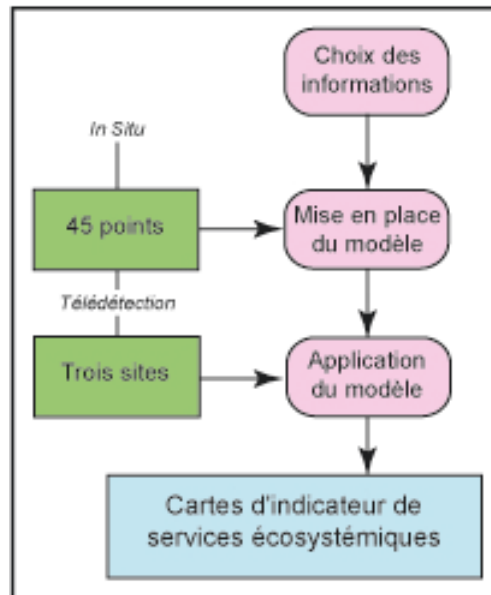 Choix des
informations
In Situ
45 points
Mise en place
du modèle
Télédétection
Trois sites
Application
du modèle
Cartes d'indicateur de
services écosystémiques